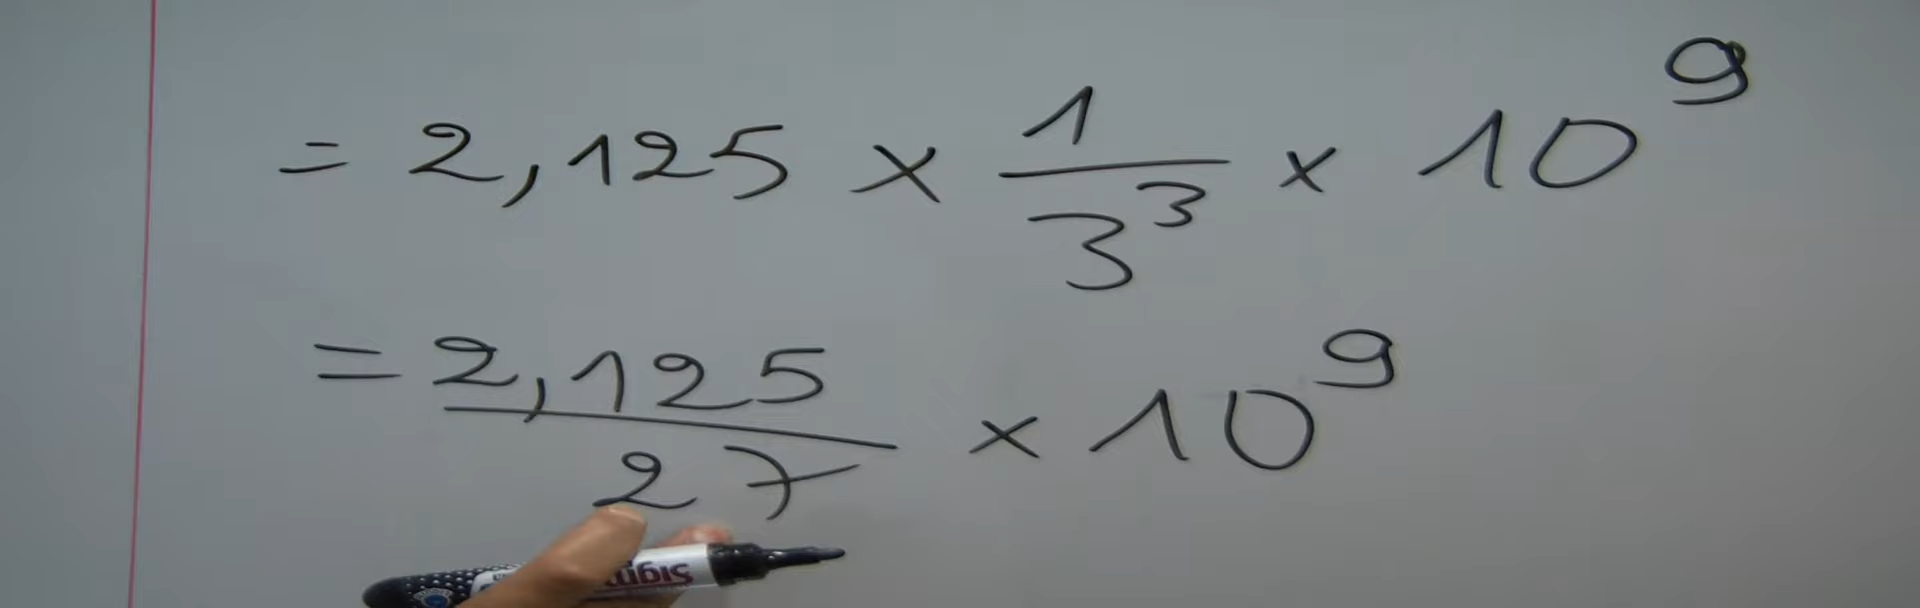 = 2,125 × 1/3³ × 10⁹
= 2,125/27 × 10⁹